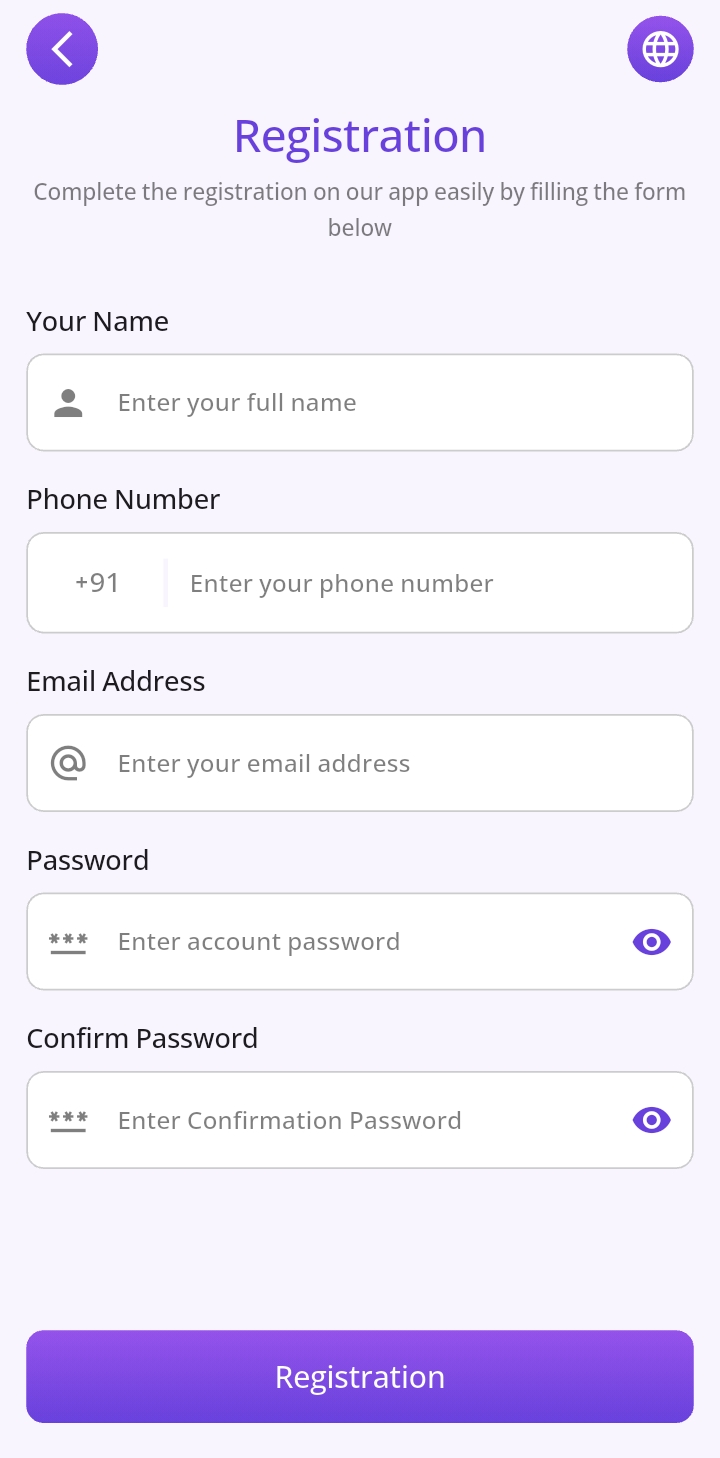 Registration
Complete the registration on our app easily by filling the form
below
Your Name
Enter your full name
Phone Number
+91
Enter your phone number
Email Address
Enter your email address
Password
Enter account password
Confirm Password
Enter Confirmation Password
Registration